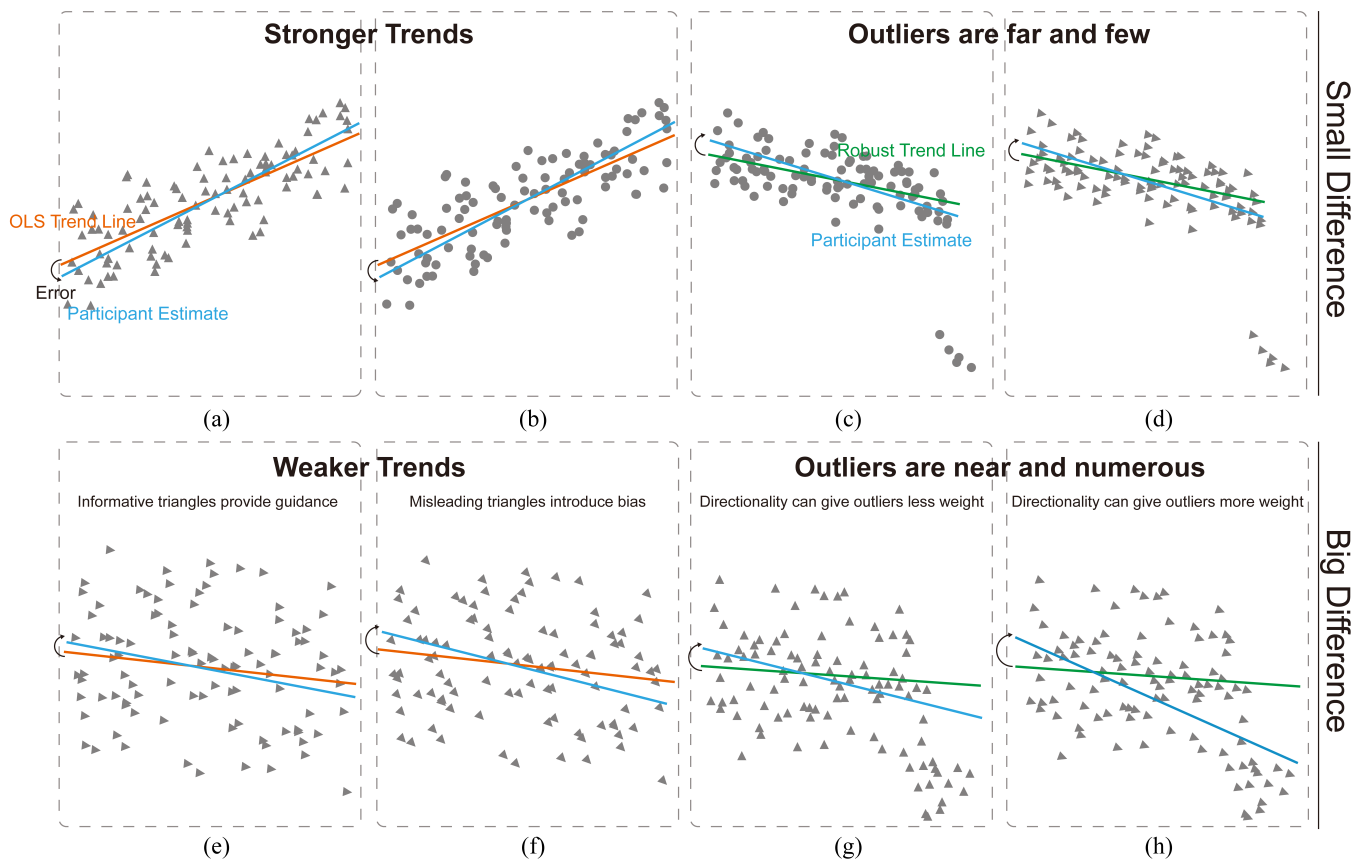 Stronger Trends
Outliers are far and few
Small Difference
Robust Trend Line
OLS Trend Line
Participant Estimate
Error
Participant Estimate
(a)
(b)
(c)
(d)
Weaker Trends
Outliers are near and numerous
Informative triangles provide guidance
Misleading triangles introduce bias
Directionality can give outliers less weight
Directionality can give outliers more weight
Big Difference
(e)
(f)
(g)
(h)